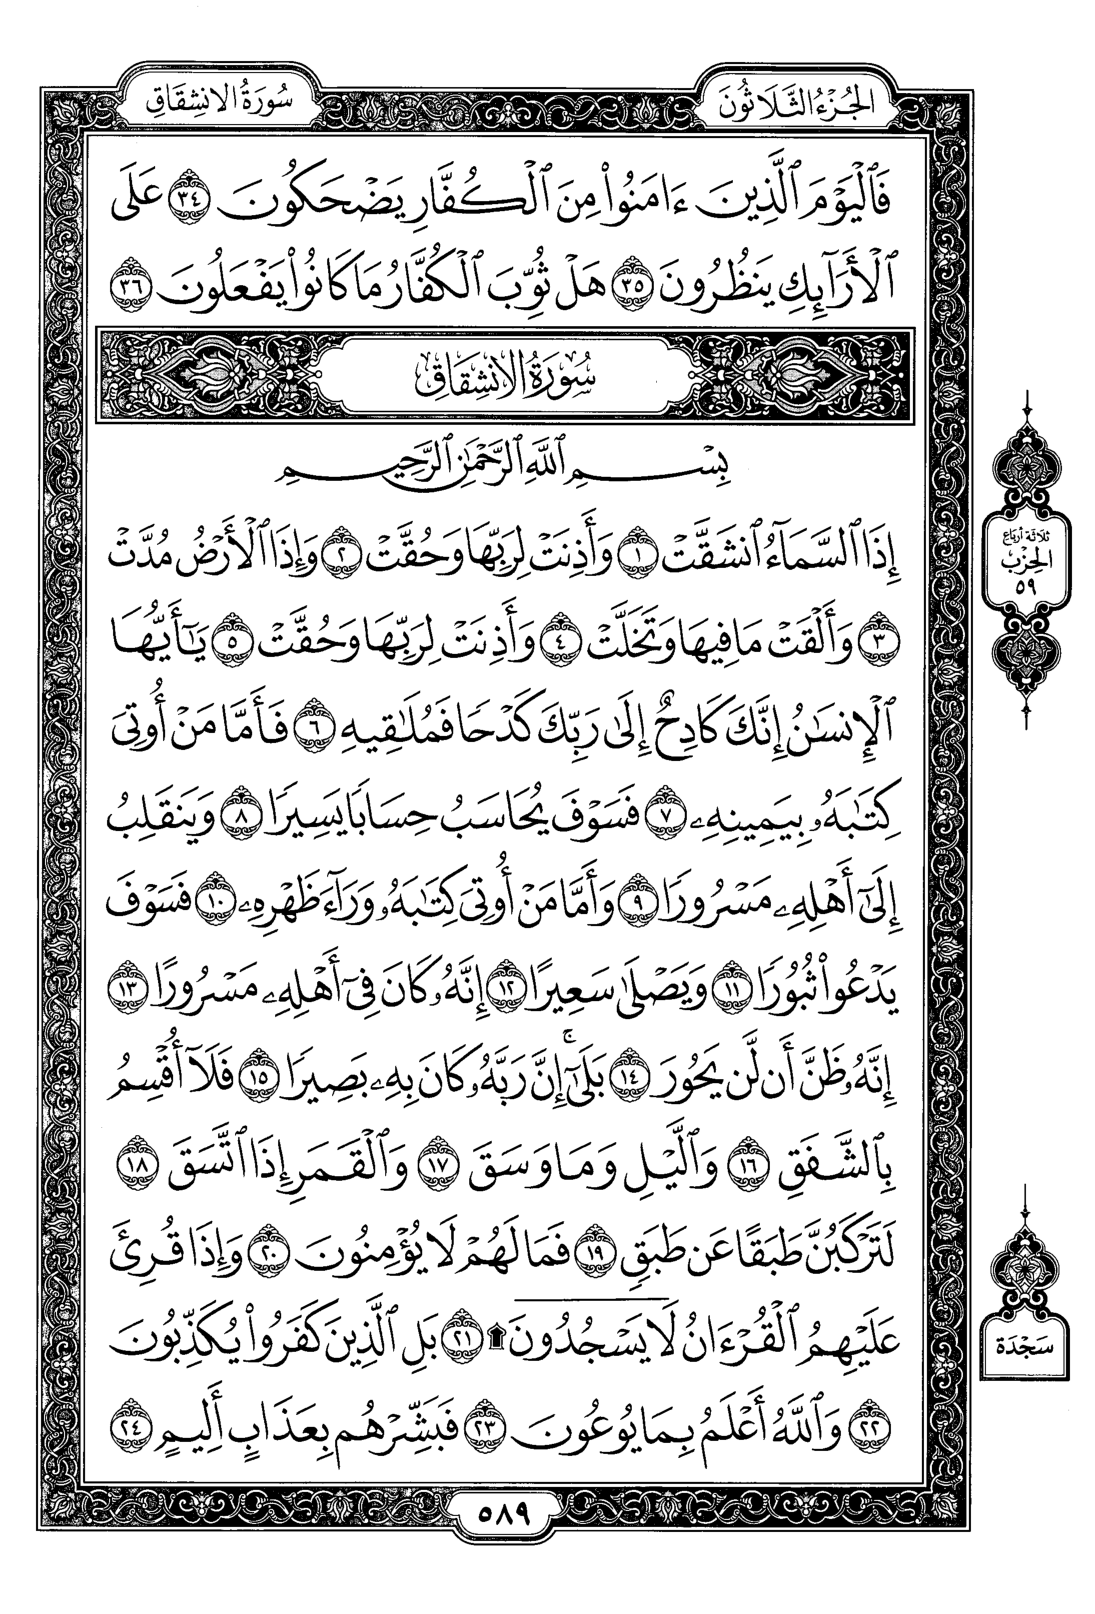 الجُزْءُ الثَّلَاثُونَ
سُورَةُ الانشِقَاقِ
فَٱلْيَوْمَ ٱلَّذِينَ ءَامَنُوا۟ مِنَ ٱلْكُفَّارِ يَضْحَكُونَ ٣٤ عَلَى
ٱلْأَرَآئِكِ يَنظُرُونَ ٣٥ هَلْ ثُوِّبَ ٱلْكُفَّارُ مَا كَانُوا۟ يَفْعَلُونَ ٣٦
سُورَةُ الانشِقَاقِ
بِسْمِ ٱللَّهِ ٱلرَّحْمَٰنِ ٱلرَّحِيمِ
إِذَا ٱلسَّمَآءُ ٱنشَقَّتْ ١ وَأَذِنَتْ لِرَبِّهَا وَحُقَّتْ ٢ وَإِذَا ٱلْأَرْضُ مُدَّتْ
٣ وَأَلْقَتْ مَا فِيهَا وَتَخَلَّتْ ٤ وَأَذِنَتْ لِرَبِّهَا وَحُقَّتْ ٥ يَٰٓأَيُّهَا
ٱلْإِنسَٰنُ إِنَّكَ كَادِحٌ إِلَىٰ رَبِّكَ كَدْحًا فَمُلَٰقِيهِ ٦ فَأَمَّا مَنْ أُوتِىَ
كِتَٰبَهُۥ بِيَمِينِهِۦ ٧ فَسَوْفَ يُحَاسَبُ حِسَابًا يَسِيرًا ٨ وَيَنقَلِبُ
إِلَىٰٓ أَهْلِهِۦ مَسْرُورًا ٩ وَأَمَّا مَنْ أُوتِىَ كِتَٰبَهُۥ وَرَآءَ ظَهْرِهِۦ ١٠ فَسَوْفَ
يَدْعُوا۟ ثُبُورًا ١١ وَيَصْلَىٰ سَعِيرًا ١٢ إِنَّهُۥ كَانَ فِىٓ أَهْلِهِۦ مَسْرُورًا ١٣
إِنَّهُۥ ظَنَّ أَن لَّن يَحُورَ ١٤ بَلَىٰٓۚ إِنَّ رَبَّهُۥ كَانَ بِهِۦ بَصِيرًا ١٥ فَلَآ أُقْسِمُ
بِٱلشَّفَقِ ١٦ وَٱلَّيْلِ وَمَا وَسَقَ ١٧ وَٱلْقَمَرِ إِذَا ٱتَّسَقَ ١٨
لَتَرْكَبُنَّ طَبَقًا عَن طَبَقٍ ١٩ فَمَا لَهُمْ لَا يُؤْمِنُونَ ٢٠ وَإِذَا قُرِئَ
عَلَيْهِمُ ٱلْقُرْءَانُ لَا يَسْجُدُونَ ۩ ٢١ بَلِ ٱلَّذِينَ كَفَرُوا۟ يُكَذِّبُونَ
٢٢ وَٱللَّهُ أَعْلَمُ بِمَا يُوعُونَ ٢٣ فَبَشِّرْهُم بِعَذَابٍ أَلِيمٍ ٢٤
ثَلَاثَة أَربَاع
الحِزْب
٥٩
سَجْدَة
٥٨٩